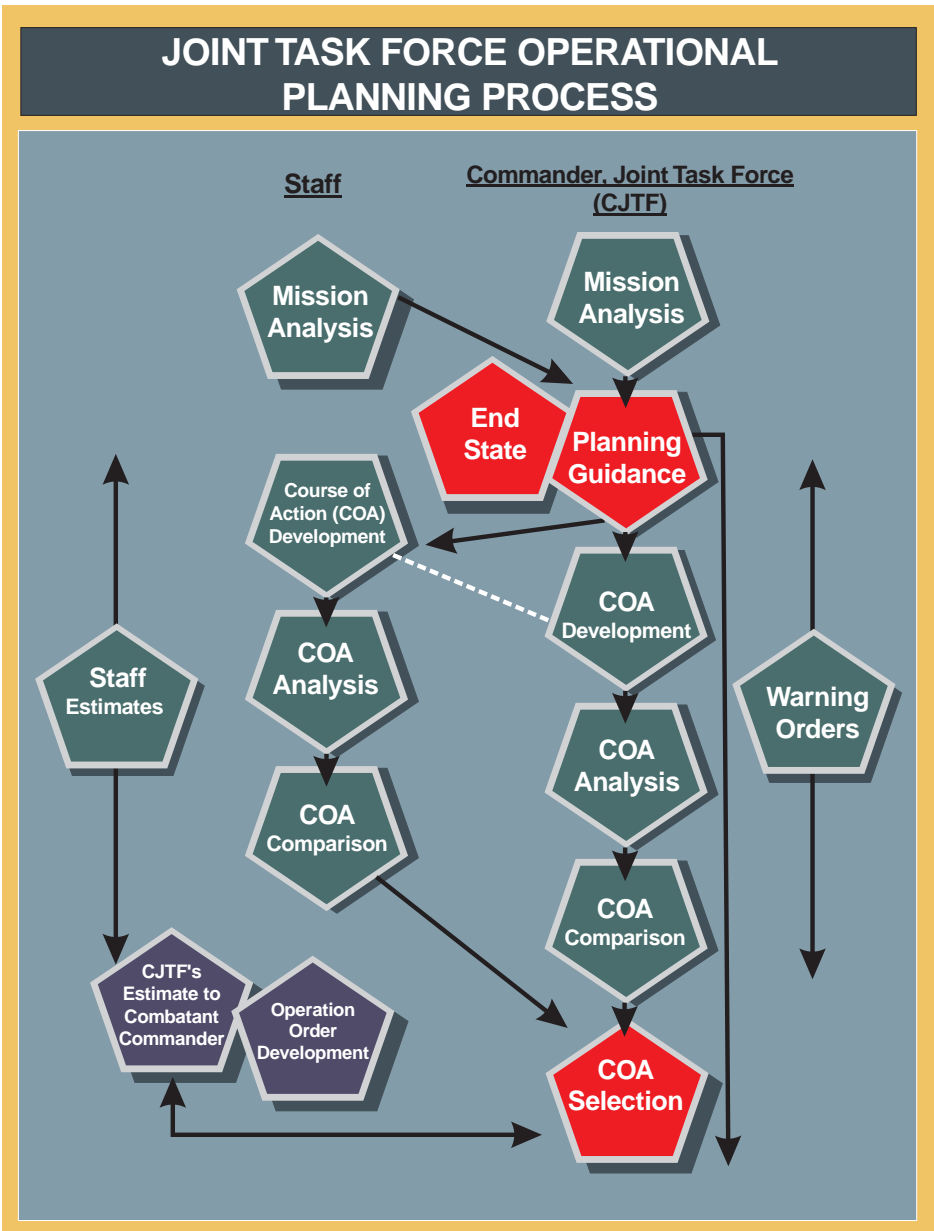 JOINT TASK FORCE OPERATIONAL
PLANNING PROCESS
Staff
Commander, Joint Task Force
(CJTF)
Mission
Analysis
Mission
Analysis
End
State
Planning
Guidance
Course of
Action (COA)
Development
COA
Development
COA
Analysis
Staff
Estimates
Warning
Orders
COA
Analysis
COA
Comparison
COA
Comparison
CJTF's
Estimate to
Combatant
Commander
Operation
Order
Development
COA
Selection